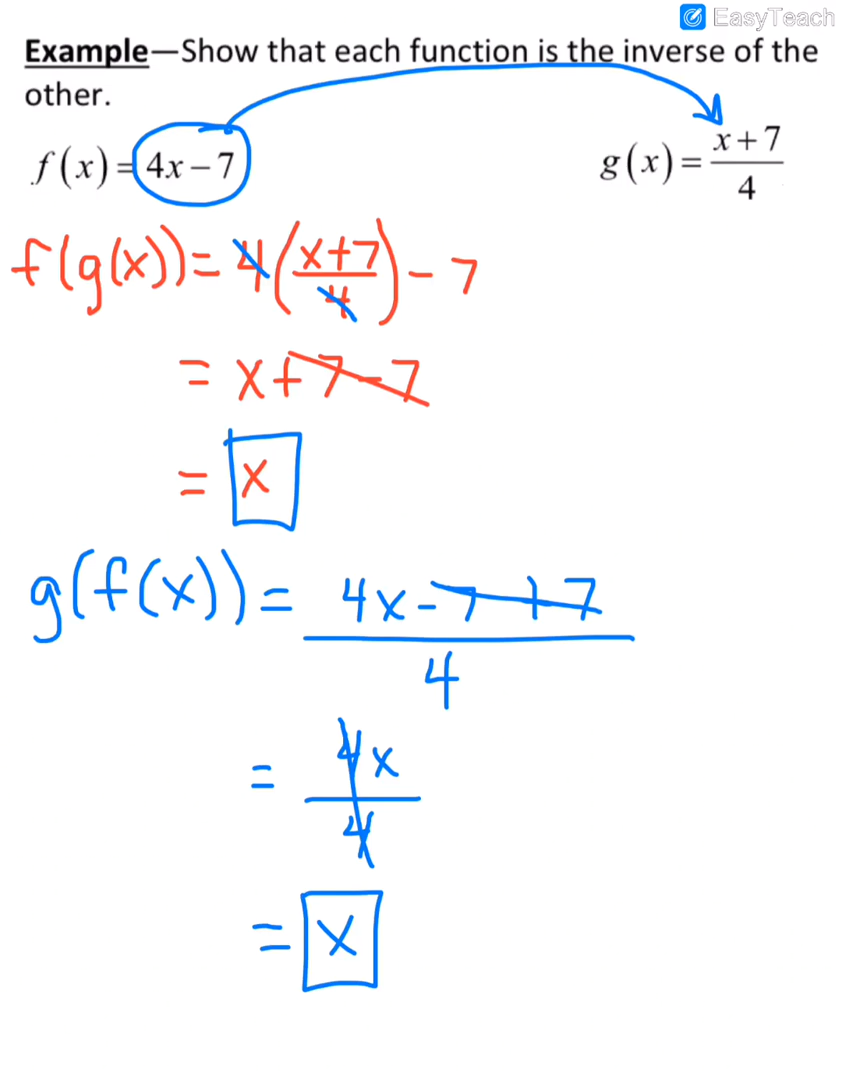 EasyTeach
Example—Show that each function is the inverse of the
other.
f(x) = 4x − 7
g(x) = (x + 7)/4
f(g(x)) = 4((x+7)/4) − 7
= x + 7 − 7
= x
g(f(x)) = (4x − 7 + 7)/4
= 4x/4
= x